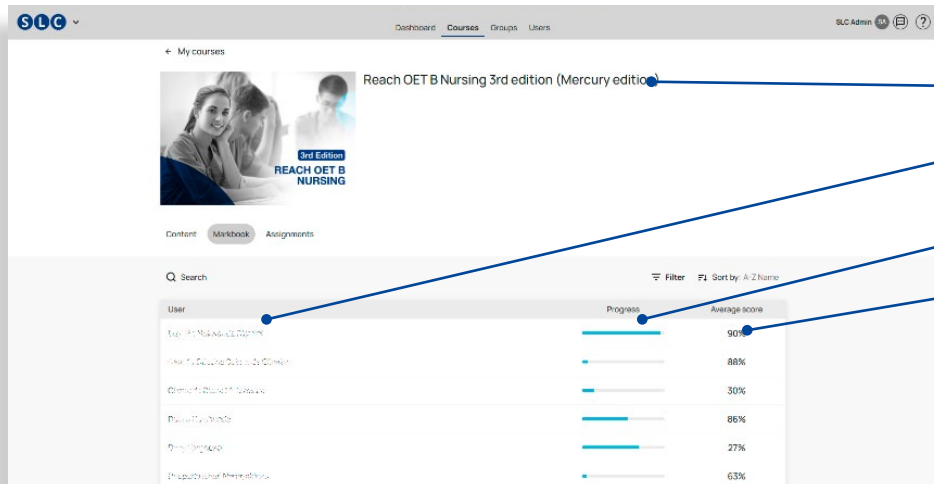 SLC
Dashboard Courses Groups Users
SLC Admin SA ?
← My courses
Reach OET B Nursing 3rd edition (Mercury edition)
3rd Edition
REACH OET B
NURSING
Content Markbook Assignments
Search
Filter Sort by: A-Z Name
User Progress Average score
90%
88%
30%
86%
27%
63%